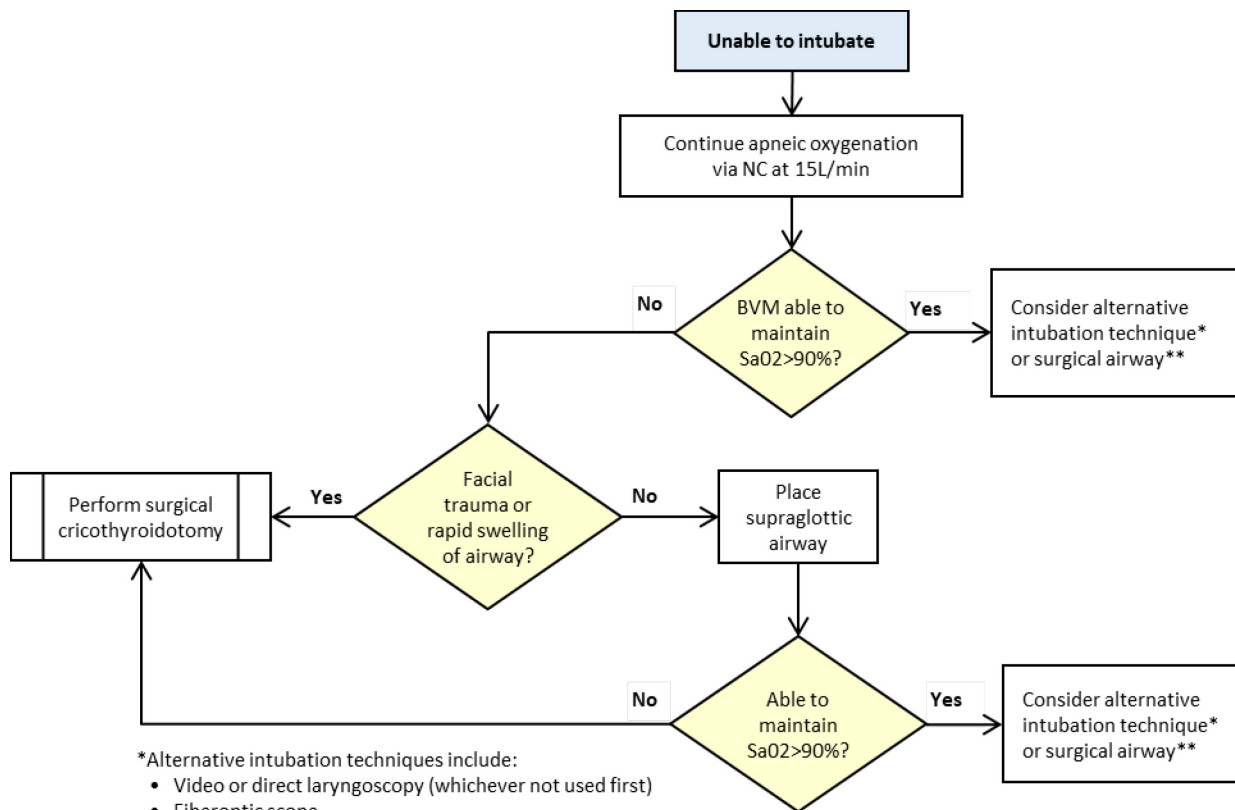 Unable to intubate
Continue apneic oxygenation
via NC at 15L/min
BVM able to
maintain
Sa02>90%?
No
Yes
Consider alternative
intubation technique*
or surgical airway**
Facial
trauma or
rapid swelling
of airway?
Yes
No
Perform surgical
cricothyroidotomy
Place
supraglottic
airway
Able to
maintain
Sa02>90%?
No
Yes
Consider alternative
intubation technique*
or surgical airway**
*Alternative intubation techniques include:
• Video or direct laryngoscopy (whichever not used first)
• Fiberoptic scope